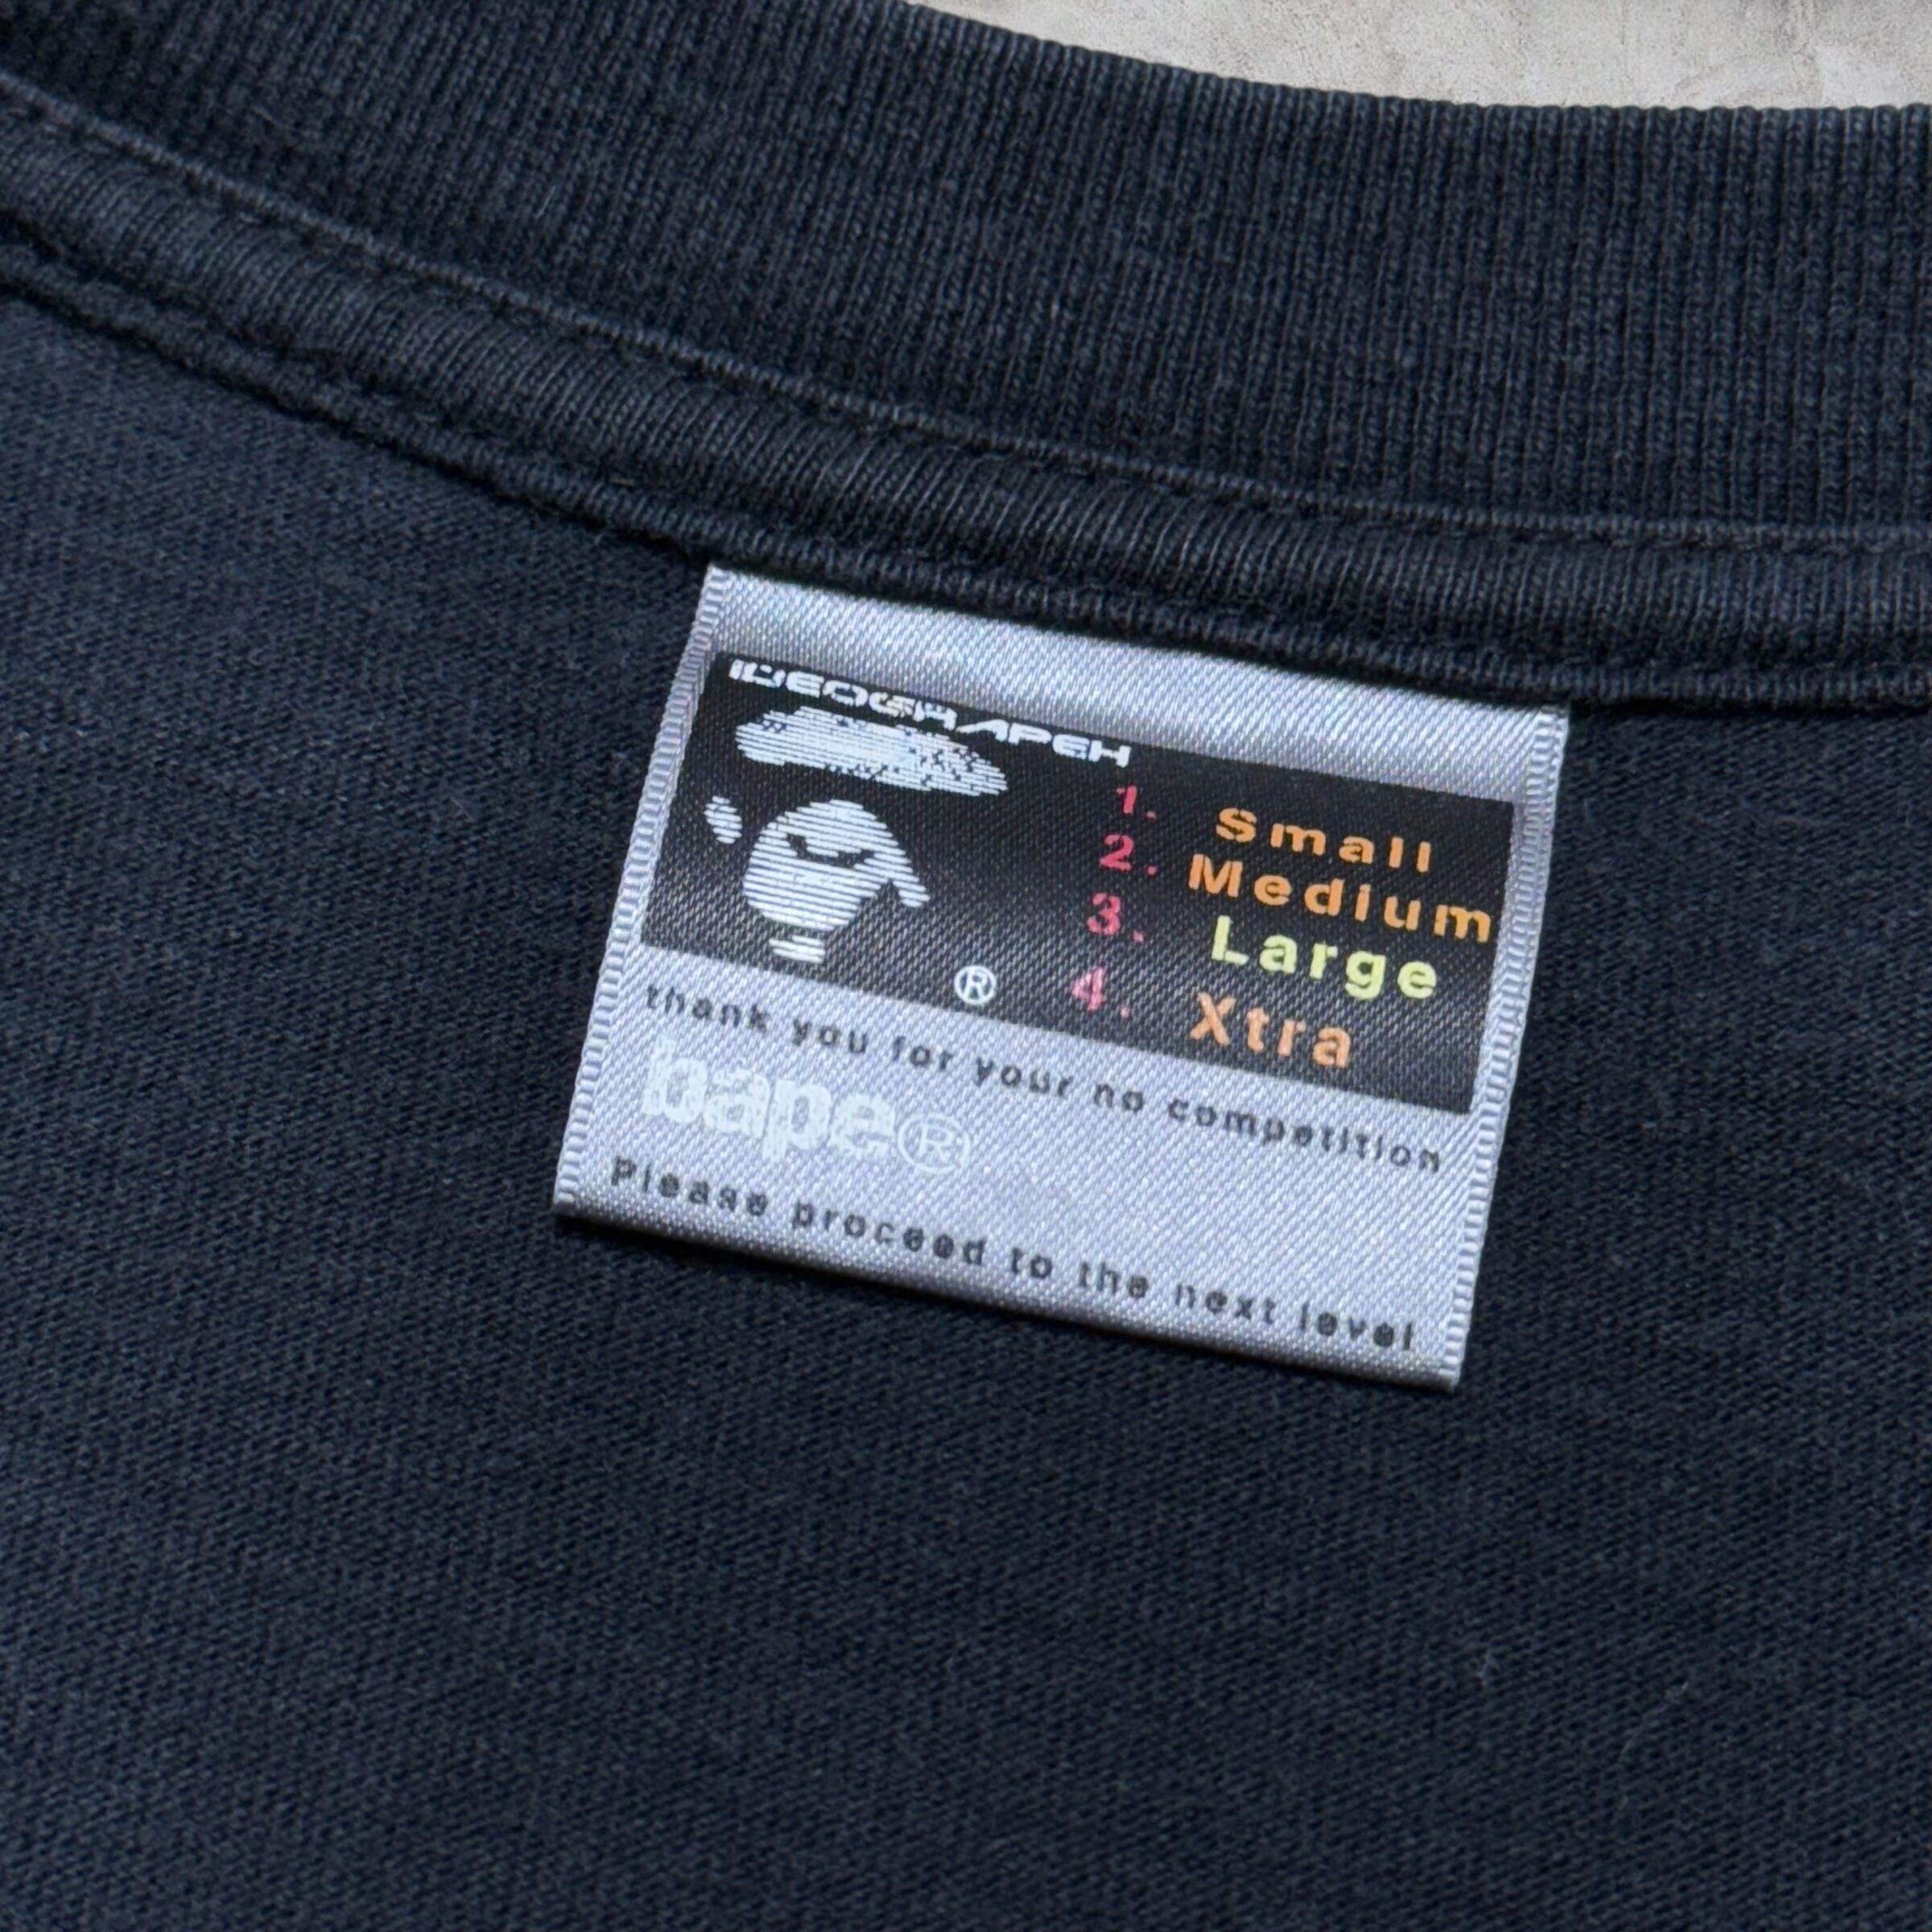 IDEOGRAPEH
1. Small
2. Medium
3. Large
4. Xtra
®
thank you for your no competition
bape®
Please proceed to the next level